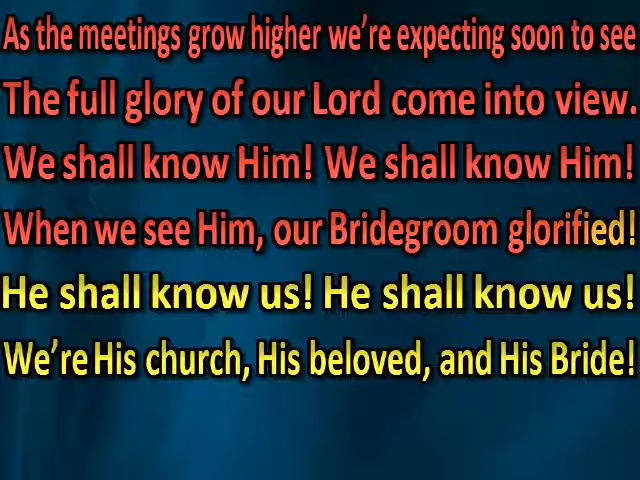 As the meetings grow higher we’re expecting soon to see
The full glory of our Lord come into view.
We shall know Him! We shall know Him!
When we see Him, our Bridegroom glorified!
He shall know us! He shall know us!
We’re His church, His beloved, and His Bride!